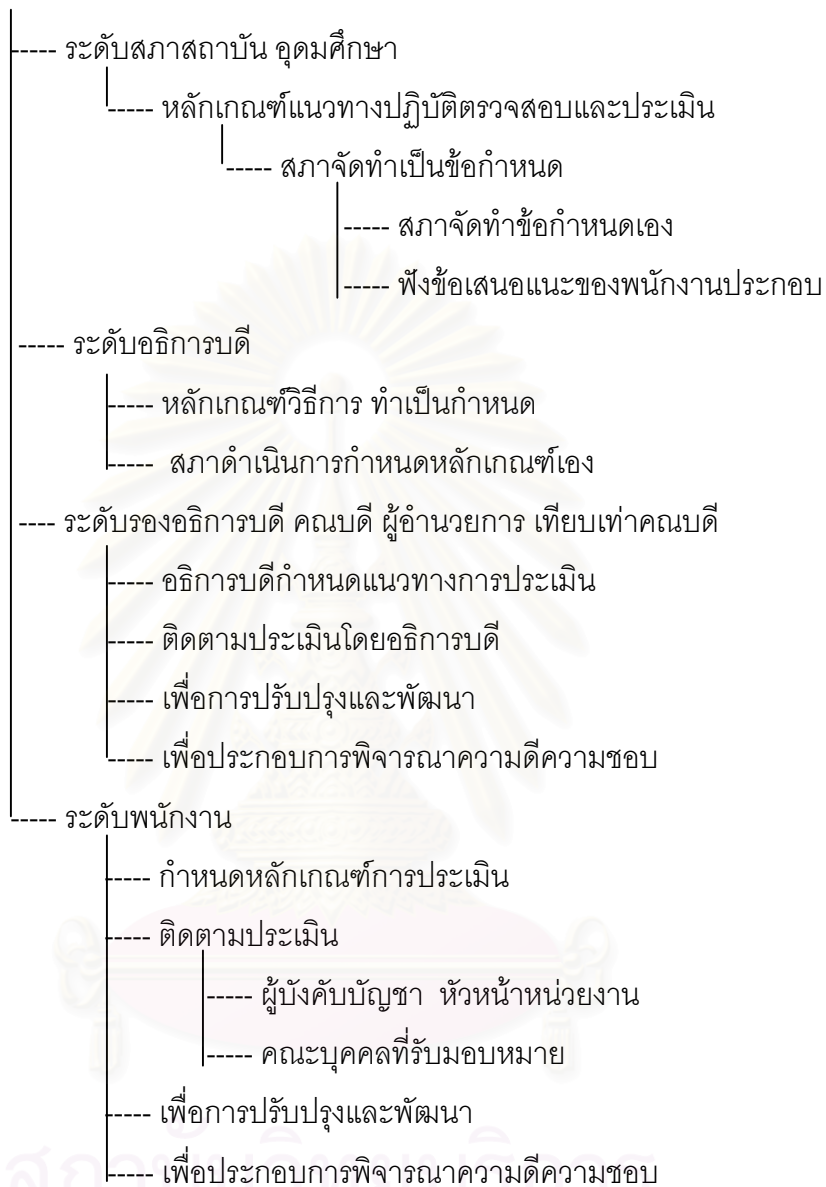 ----- ระดับสภาสถาบัน อุดมศึกษา
----- หลักเกณฑ์แนวทางปฏิบัติตรวจสอบและประเมิน
----- สภาจัดทำเป็นข้อกำหนด
----- สภาจัดทำข้อกำหนดเอง
----- ฟังข้อเสนอแนะของพนักงานประกอบ
----- ระดับอธิการบดี
----- หลักเกณฑ์วิธีการ ทำเป็นกำหนด
----- สภาดำเนินการกำหนดหลักเกณฑ์เอง
---- ระดับรองอธิการบดี คณบดี ผู้อำนวยการ เทียบเท่าคณบดี
----- อธิการบดีกำหนดแนวทางการประเมิน
----- ติดตามประเมินโดยอธิการบดี
----- เพื่อการปรับปรุงและพัฒนา
----- เพื่อประกอบการพิจารณาความดีความชอบ
----- ระดับพนักงาน
----- กำหนดหลักเกณฑ์การประเมิน
----- ติดตามประเมิน
----- ผู้บังคับบัญชา หัวหน้าหน่วยงาน
----- คณะบุคคลที่รับมอบหมาย
----- เพื่อการปรับปรุงและพัฒนา
----- เพื่อประกอบการพิจารณาความดีความชอบ